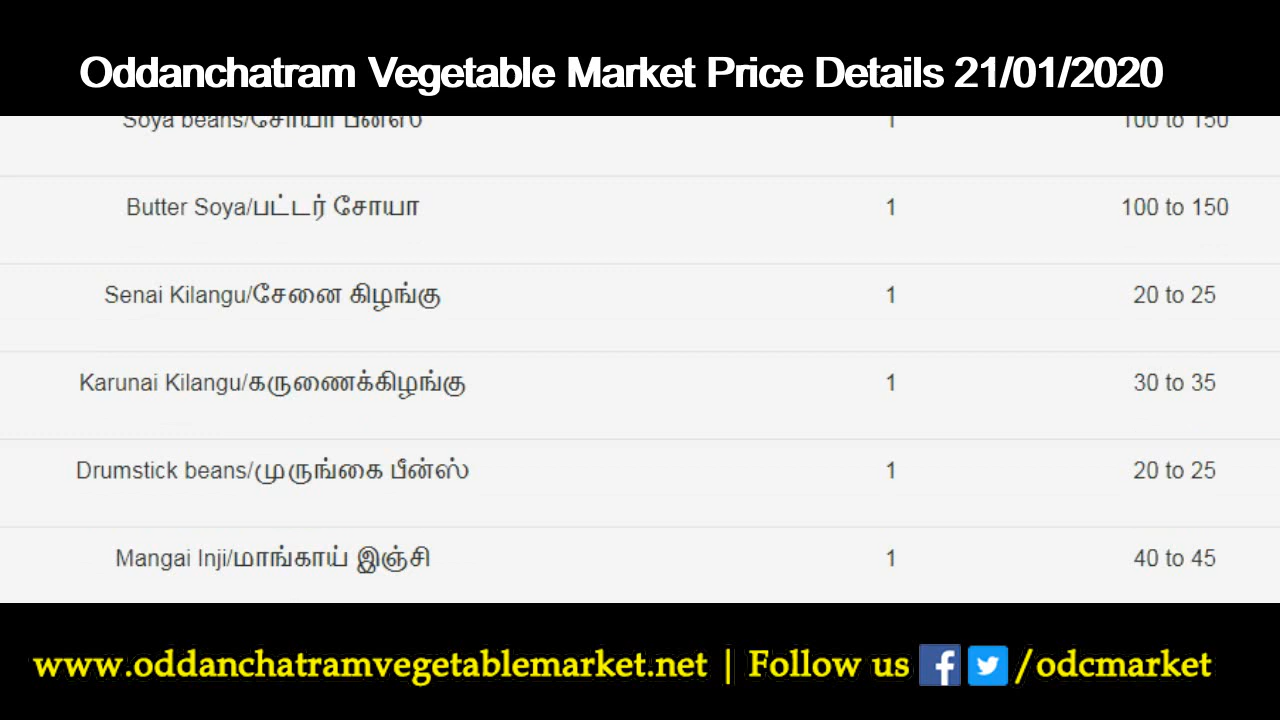 Oddanchatram Vegetable Market Price Details 21/01/2020
Soya beans/சோயா பீன்ஸ் 1 100 to 150
Butter Soya/பட்டர் சோயா 1 100 to 150
Senai Kilangu/சேனை கிழங்கு 1 20 to 25
Karunai Kilangu/கருணைக்கிழங்கு 1 30 to 35
Drumstick beans/முருங்கை பீன்ஸ் 1 20 to 25
Mangai Inji/மாங்காய் இஞ்சி 1 40 to 45
www.oddanchatramvegetablemarket.net | Follow us /odcmarket